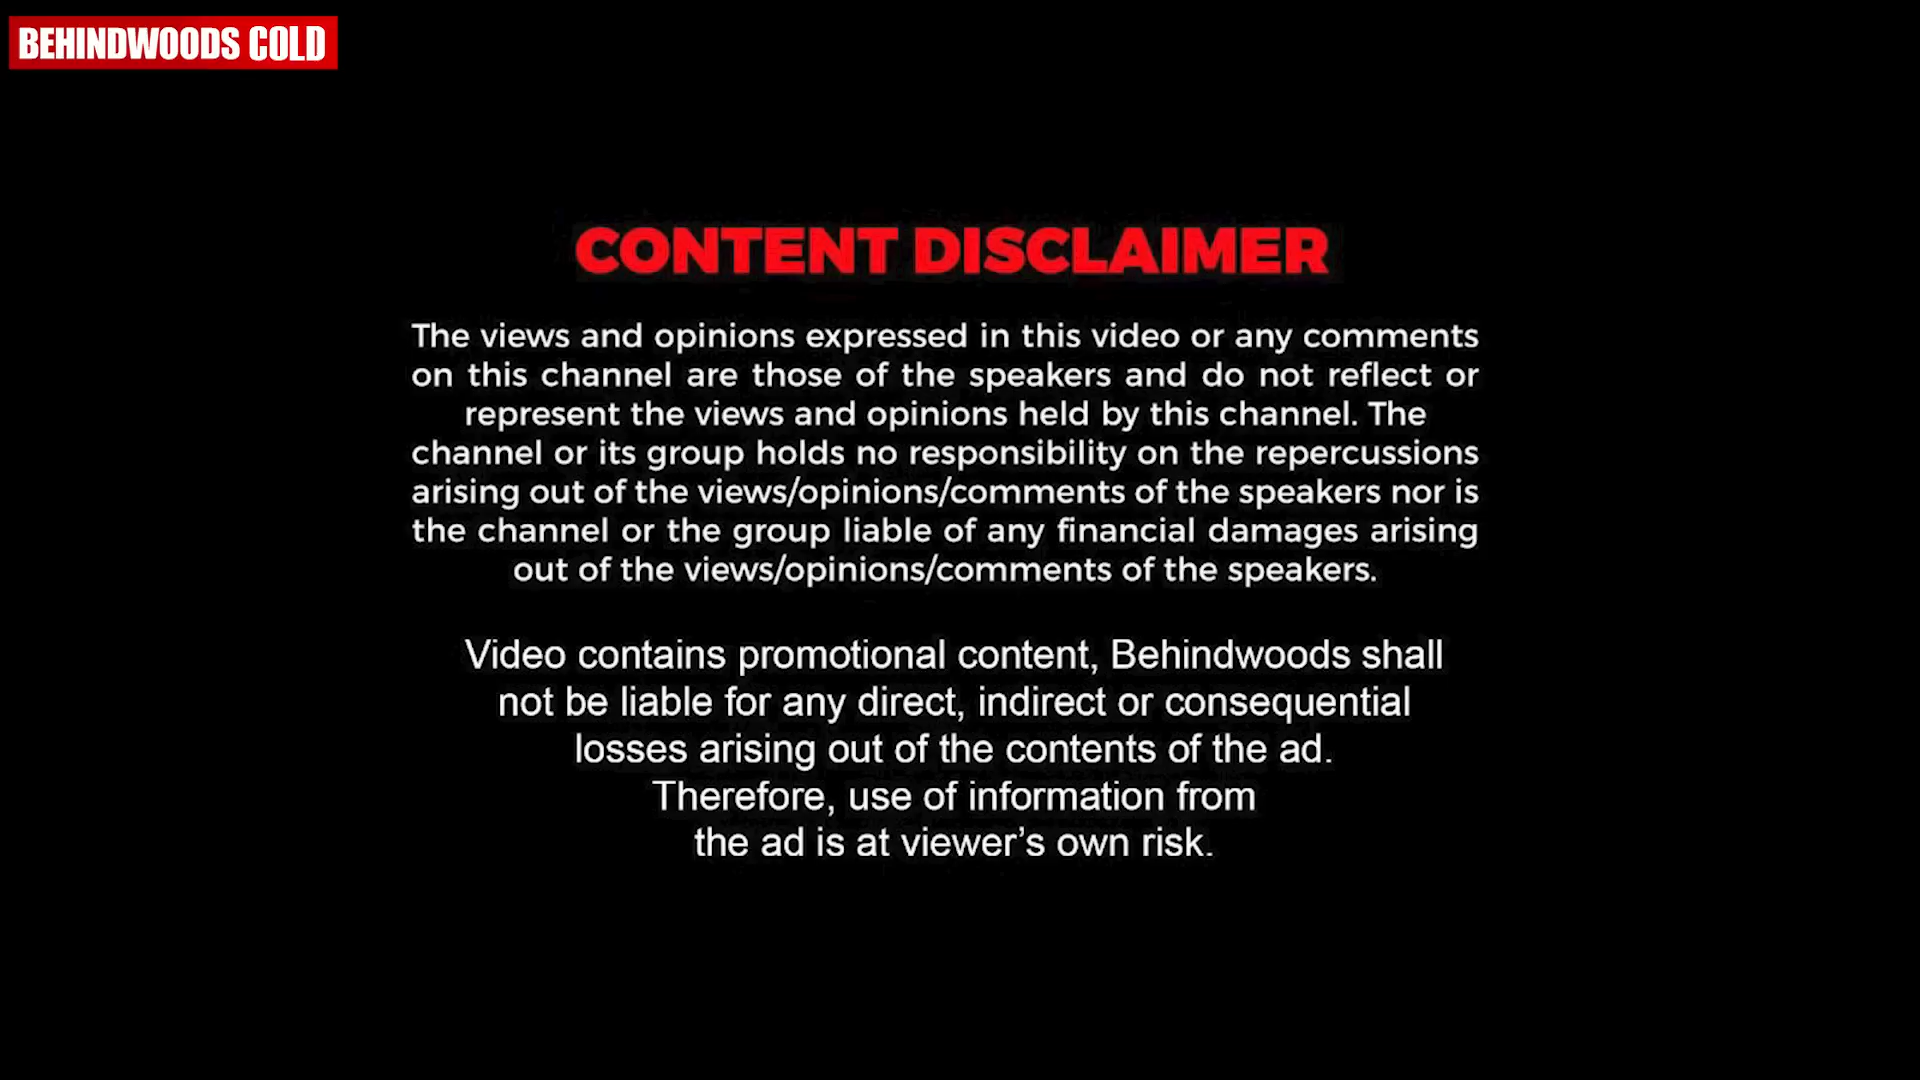 BEHINDWOODS COLD
CONTENT DISCLAIMER
The views and opinions expressed in this video or any comments
on this channel are those of the speakers and do not reflect or
represent the views and opinions held by this channel. The
channel or its group holds no responsibility on the repercussions
arising out of the views/opinions/comments of the speakers nor is
the channel or the group liable of any financial damages arising
out of the views/opinions/comments of the speakers.
Video contains promotional content, Behindwoods shall
not be liable for any direct, indirect or consequential
losses arising out of the contents of the ad.
Therefore, use of information from
the ad is at viewer’s own risk.